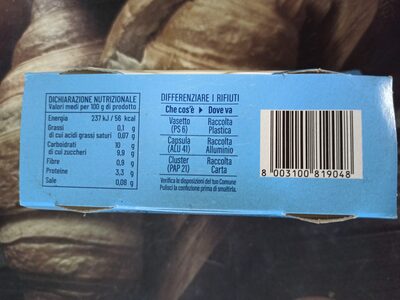 DICHIARAZIONE NUTRIZIONALE
Valori medi per 100 g di prodotto
Energia 237 kJ / 56 kcal
Grassi 0,1 g
di cui acidi grassi saturi 0,07 g
Carboidrati 10 g
di cui zuccheri 9,9 g
Fibre 0,9 g
Proteine 3,3 g
Sale 0,08 g
DIFFERENZIARE I RIFIUTI
Che cos'è Dove va
Vasetto Raccolta
(PS 6) Plastica
Capsula Raccolta
(ALU 41) Alluminio
Cluster Raccolta
(PAP 21) Carta
Verifica le disposizioni del tuo Comune
Pulisci la confezione prima di smaltirla.
8 003100 819048